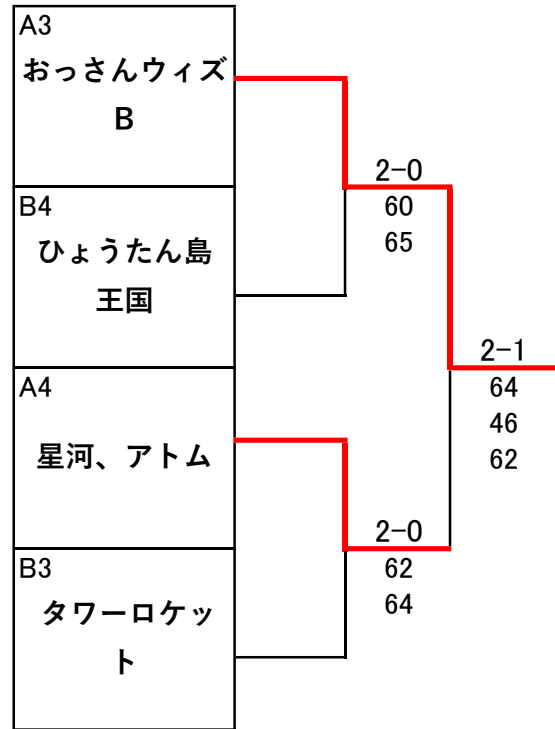 A3
おっさんウィズ
B
2-0
60
65
B4
ひょうたん島
王国
2-1
64
46
62
A4
星河、アトム
2-0
62
64
B3
タワーロケッ
ト